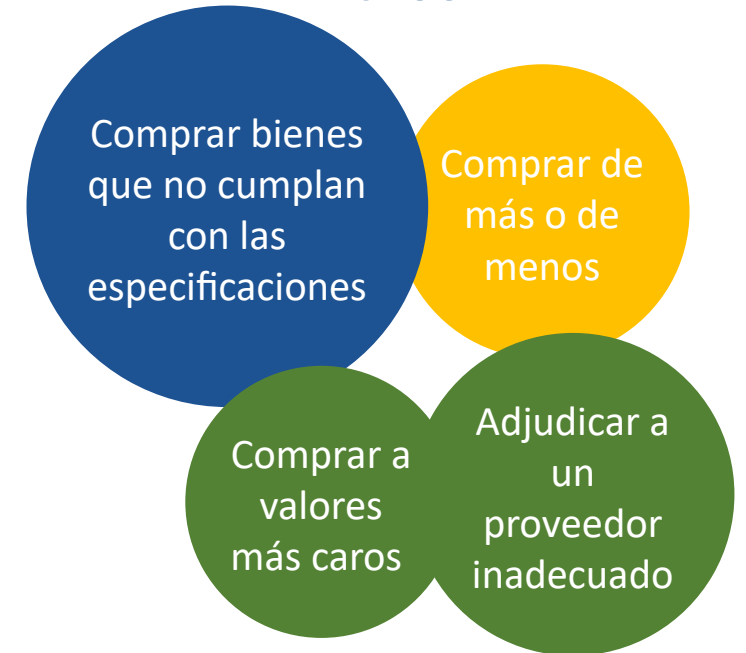 Comprar bienes
que no cumplan
con las
especificaciones
Comprar de
más o de
menos
Comprar a
valores
más caros
Adjudicar a
un
proveedor
inadecuado